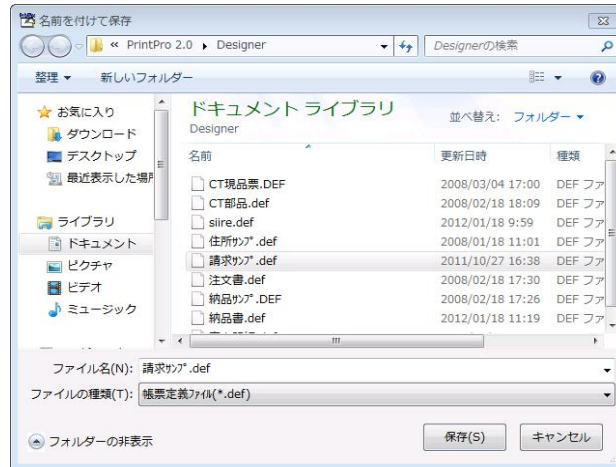 名前を付けて保存
« PrintPro 2.0 ▸ Designer
Designerの検索
整理 ▼ 新しいフォルダー
お気に入り
ダウンロード
デスクトップ
最近表示した場所
ライブラリ
ドキュメント
ピクチャ
ビデオ
ミュージック
ドキュメント ライブラリ
Designer
並べ替え: フォルダー ▼
名前 更新日時 種類
CT現品票.DEF 2008/03/04 17:00 DEF ファ
CT部品.def 2008/02/18 18:09 DEF ファ
siire.def 2012/01/18 9:59 DEF ファ
住所ｻﾝﾌﾟ.def 2008/01/18 11:01 DEF ファ
請求ｻﾝﾌﾟ.def 2011/10/27 16:38 DEF ファ
注文書.def 2008/02/18 17:30 DEF ファ
納品ｻﾝﾌﾟ.DEF 2008/02/18 17:26 DEF ファ
納品書.def 2012/01/18 11:19 DEF ファ
ファイル名(N): 請求ｻﾝﾌﾟ.def
ファイルの種類(T): 帳票定義ﾌｧｲﾙ(*.def)
フォルダーの非表示
保存(S)
キャンセル